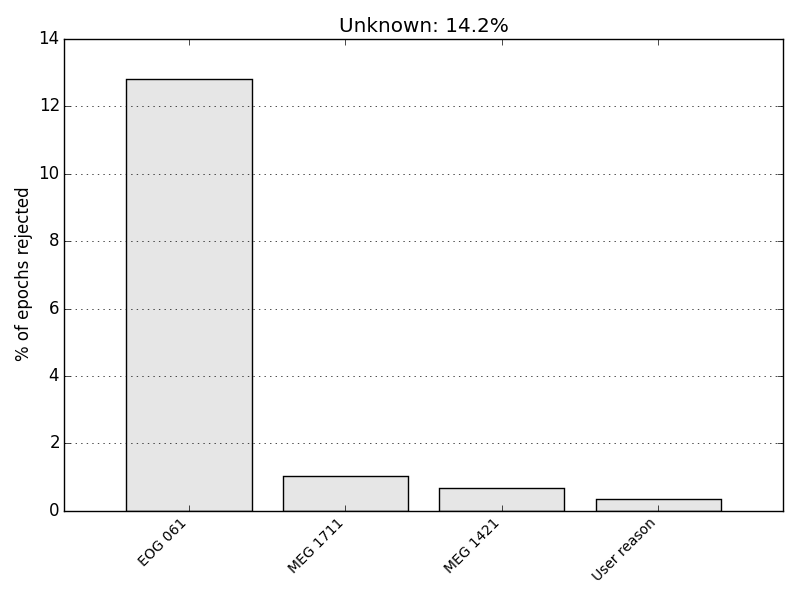 Unknown: 14.2%
14
12
10
8
6
4
2
0
% of epochs rejected
EOG 061
MEG 1711
MEG 1421
User reason